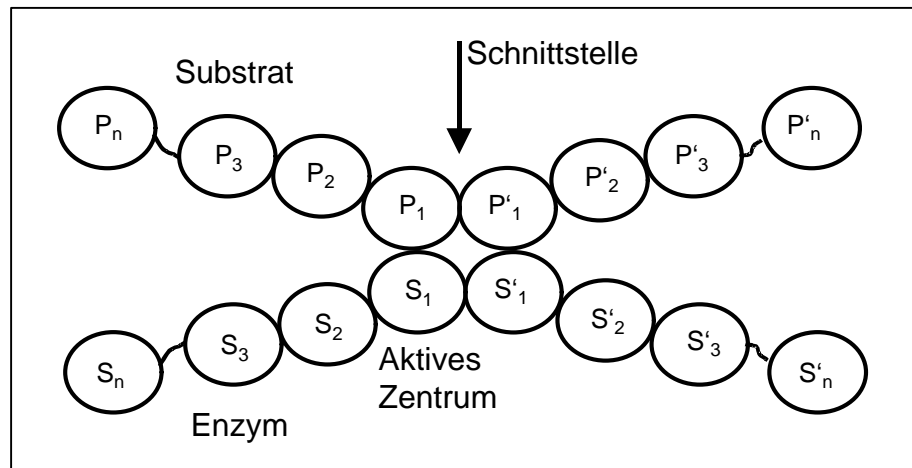 Schnittstelle
Substrat
Pₙ P₃ P₂ P₁ P‘₁ P‘₂ P‘₃ P‘ₙ
Sₙ S₃ S₂ S₁ S‘₁ S‘₂ S‘₃ S‘ₙ
Aktives
Zentrum
Enzym